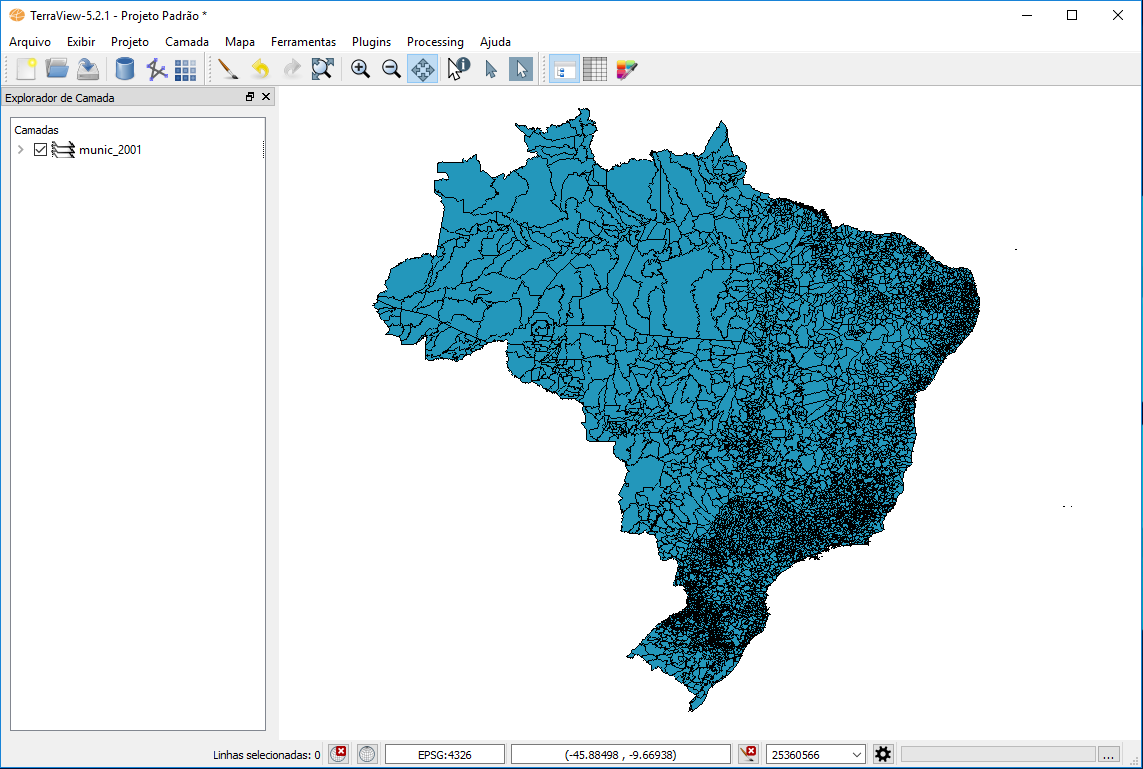 TerraView-5.2.1 - Projeto Padrão *
Arquivo Exibir Projeto Camada Mapa Ferramentas Plugins Processing Ajuda
Explorador de Camada
Camadas
munic_2001
Linhas selecionadas: 0 EPSG:4326 (-45.88498 , -9.66938) 25360566 ...